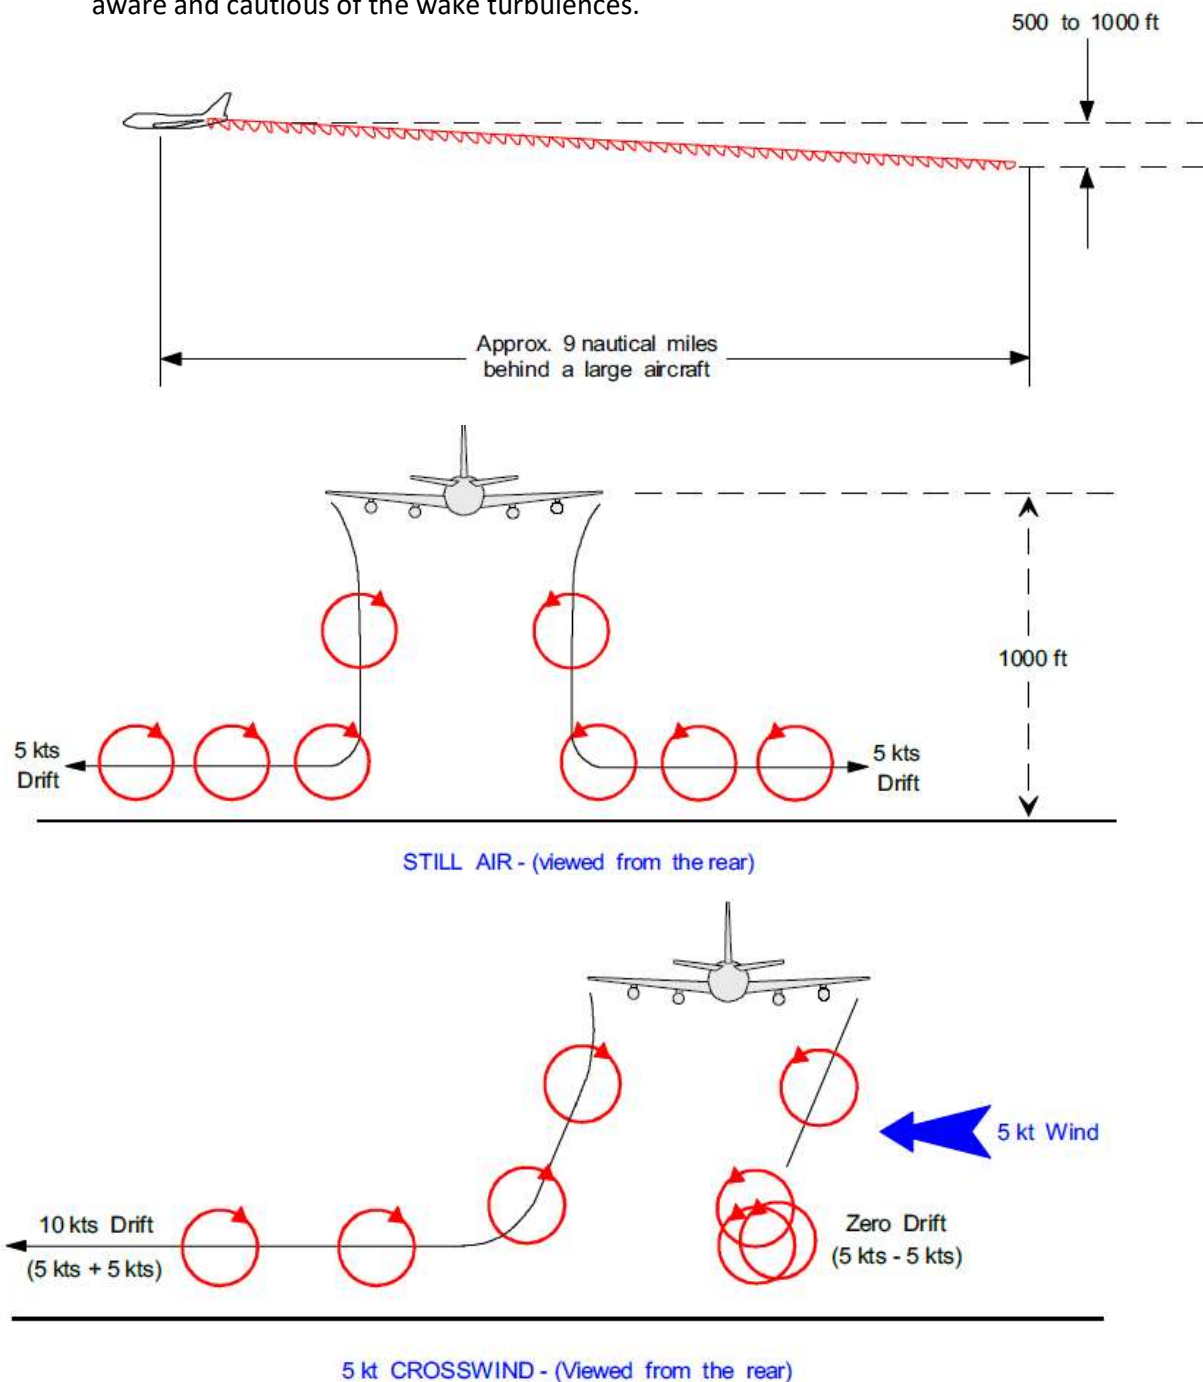 aware and cautious of the wake turbulences.
500 to 1000 ft
Approx. 9 nautical miles
behind a large aircraft
1000 ft
5 kts
Drift
5 kts
Drift
STILL AIR - (viewed from the rear)
5 kt Wind
10 kts Drift
(5 kts + 5 kts)
Zero Drift
(5 kts - 5 kts)
5 kt CROSSWIND - (Viewed from the rear)